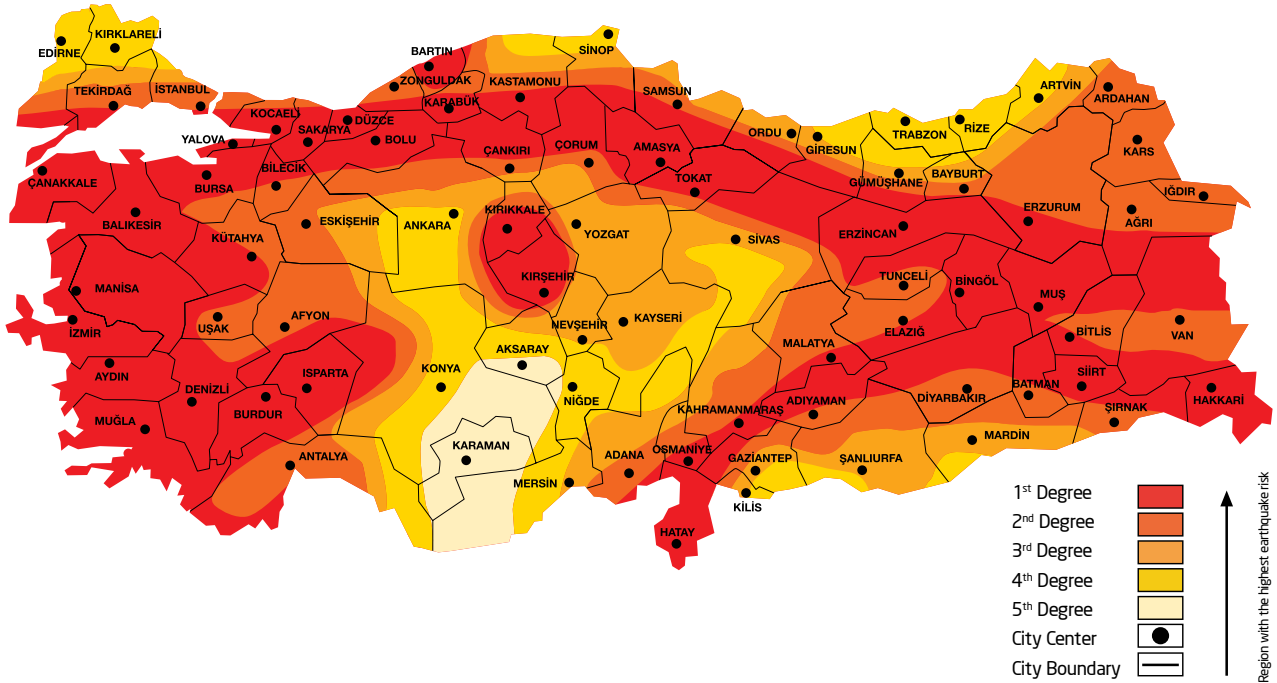 KIRKLARELİ
EDİRNE
SİNOP
BARTIN
ZONGULDAK
KASTAMONU
TEKİRDAĞ
İSTANBUL
SAMSUN
ARTVİN
ARDAHAN
KARABÜK
KOCAELİ
DÜZCE
SAKARYA
ORDU
GİRESUN
TRABZON
RİZE
YALOVA
BOLU
ÇANKIRI
ÇORUM
AMASYA
KARS
ÇANAKKALE
BİLECİK
BURSA
TOKAT
GÜMÜŞHANE
BAYBURT
IĞDIR
BALIKESİR
ESKİŞEHİR
ANKARA
KIRIKKALE
YOZGAT
SİVAS
ERZİNCAN
ERZURUM
AĞRI
KÜTAHYA
MANİSA
KIRŞEHİR
TUNCELİ
BİNGÖL
MUŞ
İZMİR
UŞAK
AFYON
NEVŞEHİR
KAYSERİ
ELAZIĞ
BİTLİS
VAN
AKSARAY
MALATYA
AYDIN
DENİZLİ
ISPARTA
KONYA
NİĞDE
SİİRT
BATMAN
HAKKARİ
MUĞLA
BURDUR
KAHRAMANMARAŞ
ADIYAMAN
DİYARBAKIR
ŞIRNAK
KARAMAN
MARDİN
ANTALYA
MERSİN
ADANA
OSMANİYE
GAZİANTEP
ŞANLIURFA
KİLİS
HATAY
1st Degree
2nd Degree
3rd Degree
4th Degree
5th Degree
City Center
City Boundary
Region with the highest earthquake risk